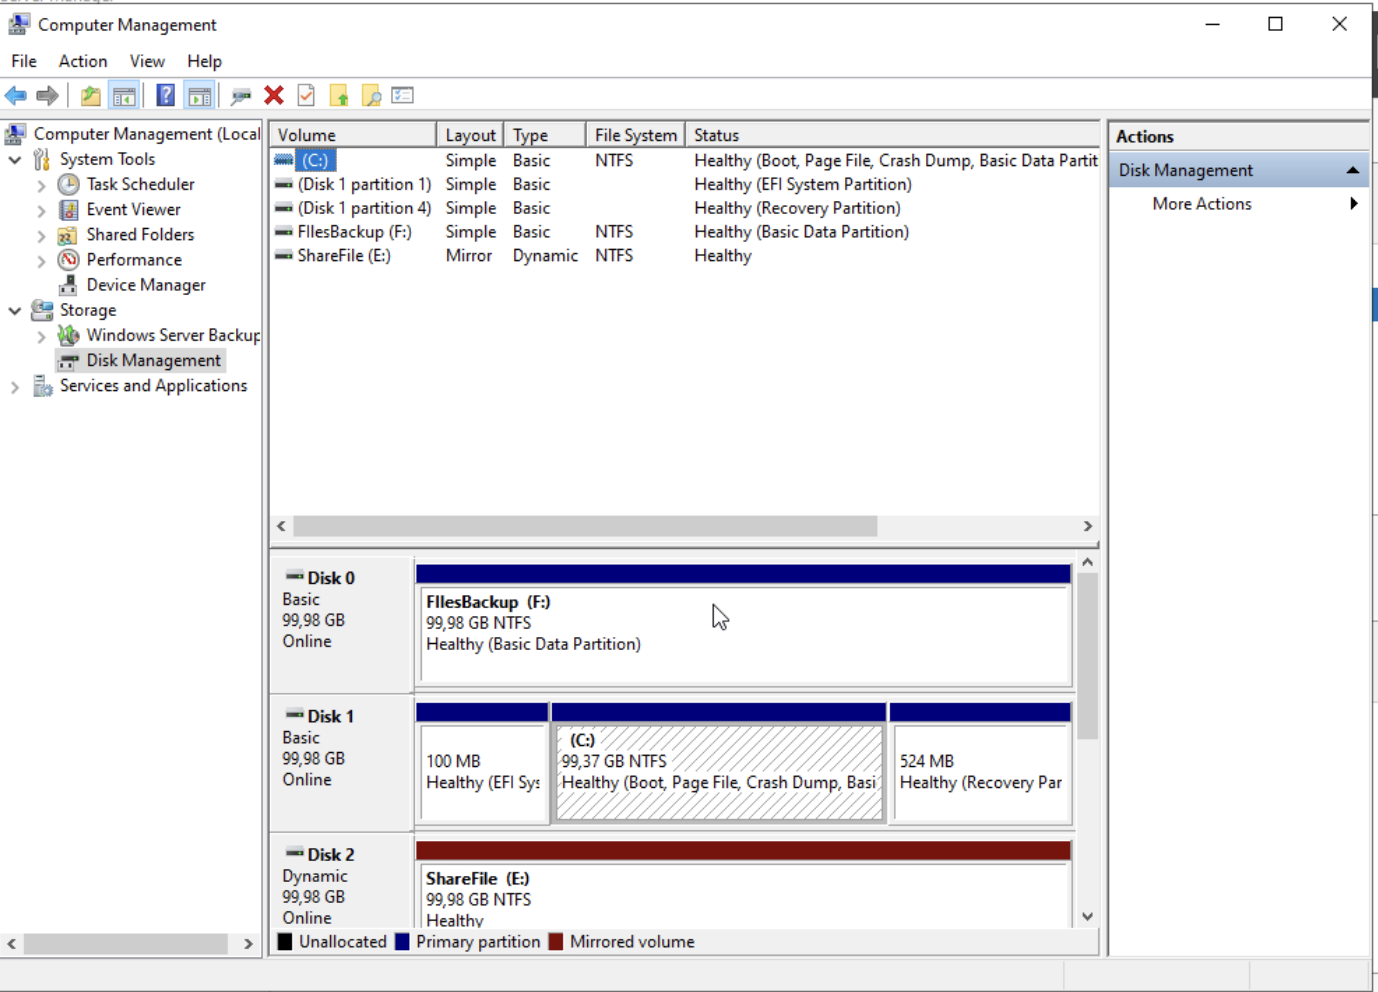 Computer Management
File Action View Help
Computer Management (Local
System Tools
Task Scheduler
Event Viewer
Shared Folders
Performance
Device Manager
Storage
Windows Server Backup
Disk Management
Services and Applications
Volume Layout Type File System Status
(C:) Simple Basic NTFS Healthy (Boot, Page File, Crash Dump, Basic Data Partit
(Disk 1 partition 1) Simple Basic Healthy (EFI System Partition)
(Disk 1 partition 4) Simple Basic Healthy (Recovery Partition)
FIlesBackup (F:) Simple Basic NTFS Healthy (Basic Data Partition)
ShareFile (E:) Mirror Dynamic NTFS Healthy
Disk 0
Basic
99,98 GB
Online
FIlesBackup (F:)
99,98 GB NTFS
Healthy (Basic Data Partition)
Disk 1
Basic
99,98 GB
Online
100 MB
Healthy (EFI Sys
(C:)
99,37 GB NTFS
Healthy (Boot, Page File, Crash Dump, Basi
524 MB
Healthy (Recovery Par
Disk 2
Dynamic
99,98 GB
Online
ShareFile (E:)
99,98 GB NTFS
Healthy
Unallocated Primary partition Mirrored volume
Actions
Disk Management
More Actions